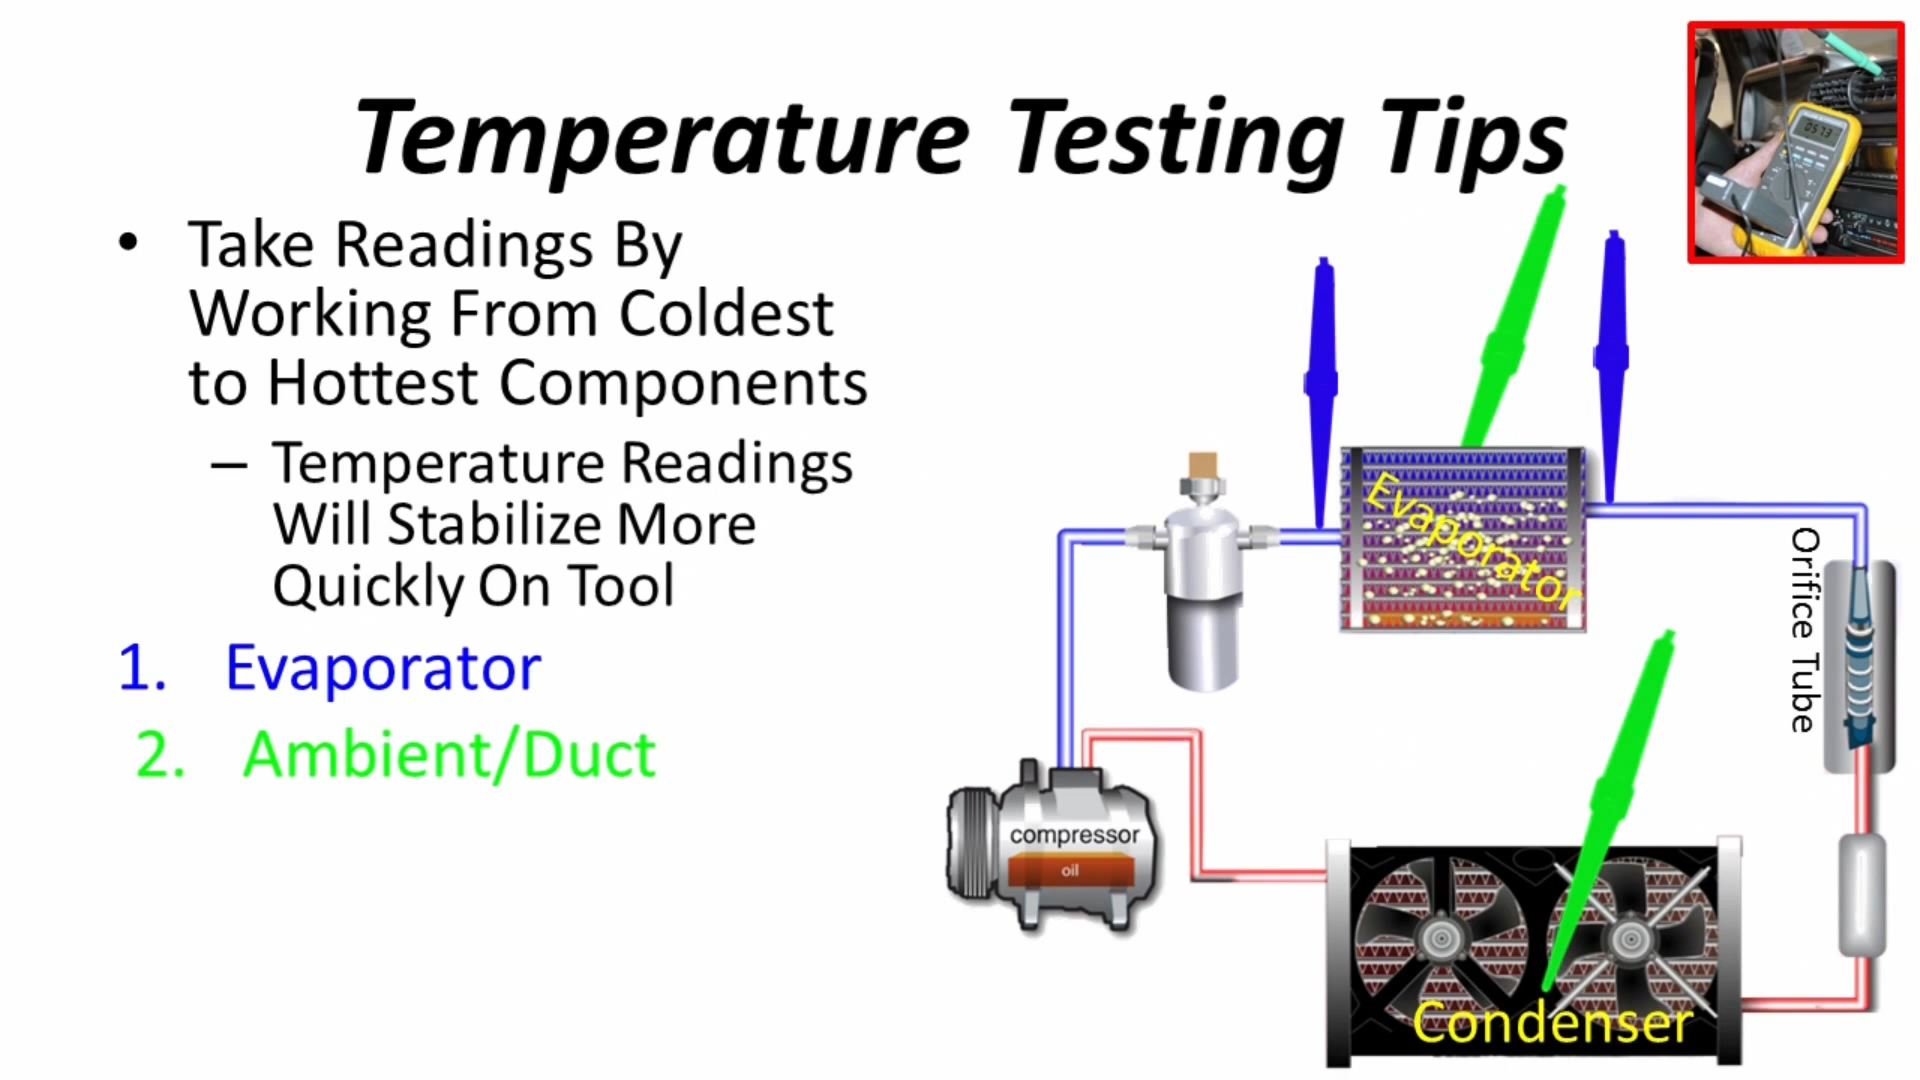 Temperature Testing Tips
• Take Readings By
Working From Coldest
to Hottest Components
– Temperature Readings
Will Stabilize More
Quickly On Tool
1. Evaporator
2. Ambient/Duct
Evaporator
Orifice Tube
compressor
oil
Condenser